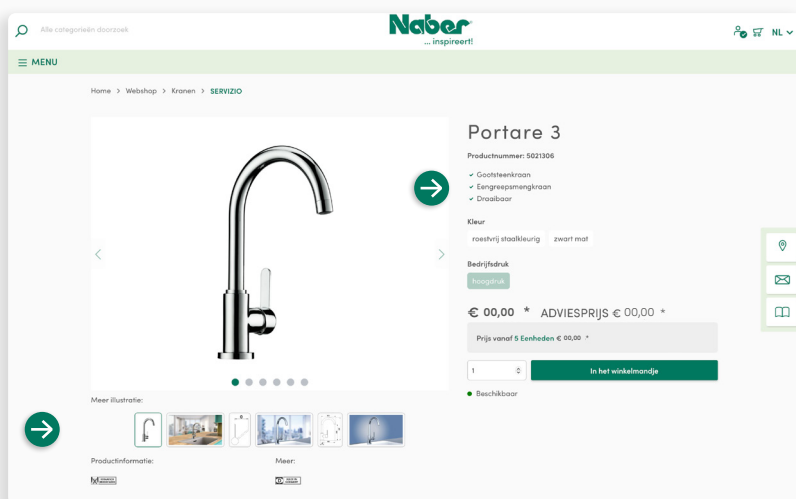 Alle categorieën doorzoek
Naber
... inspireert!
NL
MENU
Home > Webshop > Kranen > SERVIZIO
Portare 3
Productnummer: 5021306
Gootsteenkraan
Eengreepsmengkraan
Draaibaar
Kleur
roestvrij staalkleurig
zwart mat
Bedrijfsdruk
hoogdruk
€ 00,00 * ADVIESPRIJS € 00,00 *
Prijs vanaf 5 Eenheden € 00,00 *
1
In het winkelmandje
Beschikbaar
Meer illustratie:
Productinformatie:
Meer: